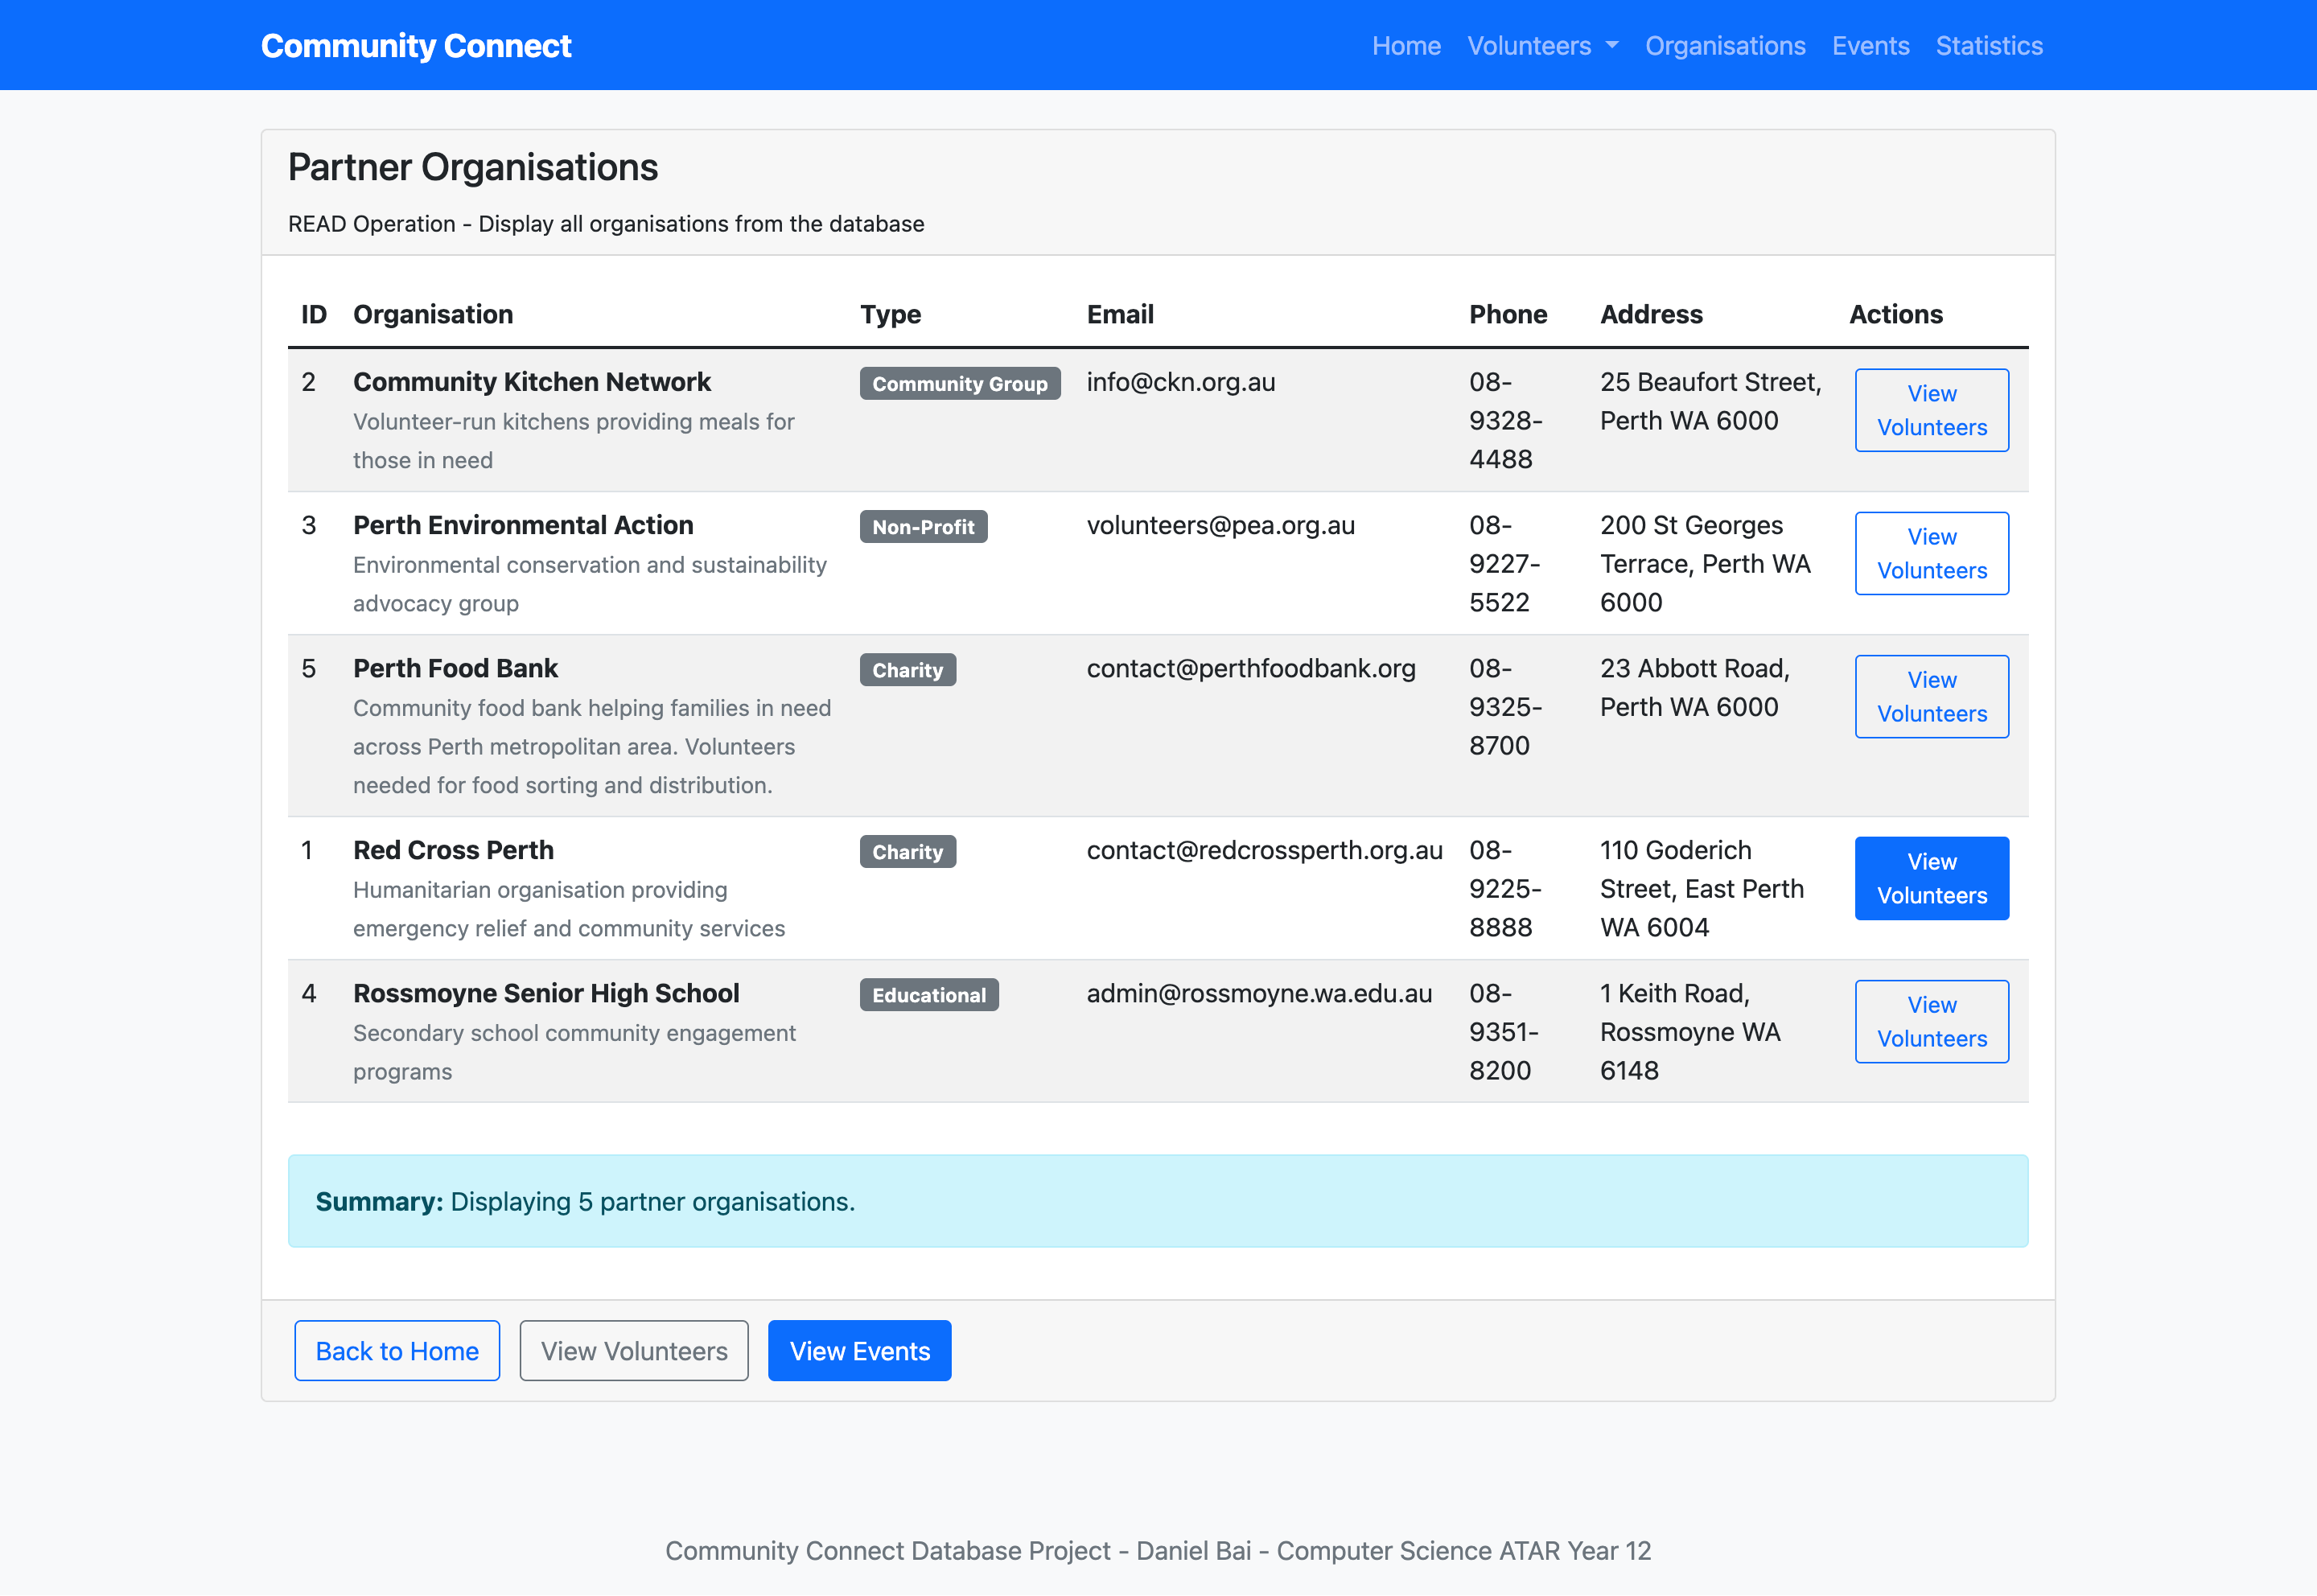 Community Connect
Home Volunteers Organisations Events Statistics
Partner Organisations
READ Operation - Display all organisations from the database
ID Organisation Type Email Phone Address Actions
2 Community Kitchen Network Community Group info@ckn.org.au 08- 25 Beaufort Street, View
Volunteer-run kitchens providing meals for 9328- Perth WA 6000 Volunteers
those in need 4488
3 Perth Environmental Action Non-Profit volunteers@pea.org.au 08- 200 St Georges View
Environmental conservation and sustainability 9227- Terrace, Perth WA Volunteers
advocacy group 5522 6000
5 Perth Food Bank Charity contact@perthfoodbank.org 08- 23 Abbott Road, View
Community food bank helping families in need 9325- Perth WA 6000 Volunteers
across Perth metropolitan area. Volunteers 8700
needed for food sorting and distribution.
1 Red Cross Perth Charity contact@redcrossperth.org.au 08- 110 Goderich View
Humanitarian organisation providing 9225- Street, East Perth Volunteers
emergency relief and community services 8888 WA 6004
4 Rossmoyne Senior High School Educational admin@rossmoyne.wa.edu.au 08- 1 Keith Road, View
Secondary school community engagement 9351- Rossmoyne WA Volunteers
programs 8200 6148
Summary: Displaying 5 partner organisations.
Back to Home View Volunteers View Events
Community Connect Database Project - Daniel Bai - Computer Science ATAR Year 12